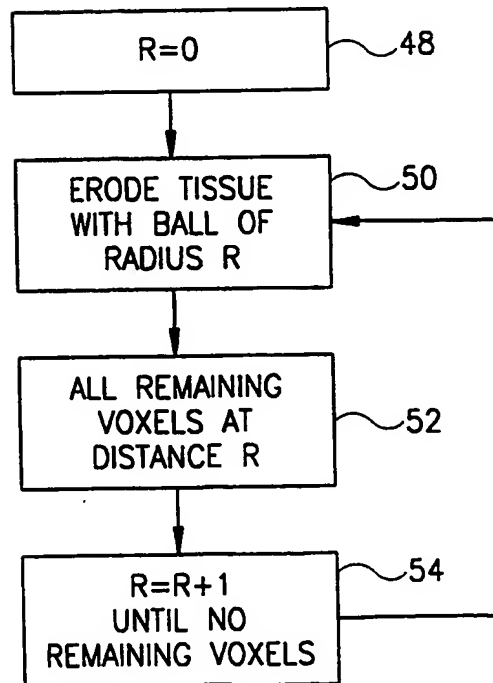 R=0
48
ERODE TISSUE
WITH BALL OF
RADIUS R
50
ALL REMAINING
VOXELS AT
DISTANCE R
52
R=R+1
UNTIL NO
REMAINING VOXELS
54